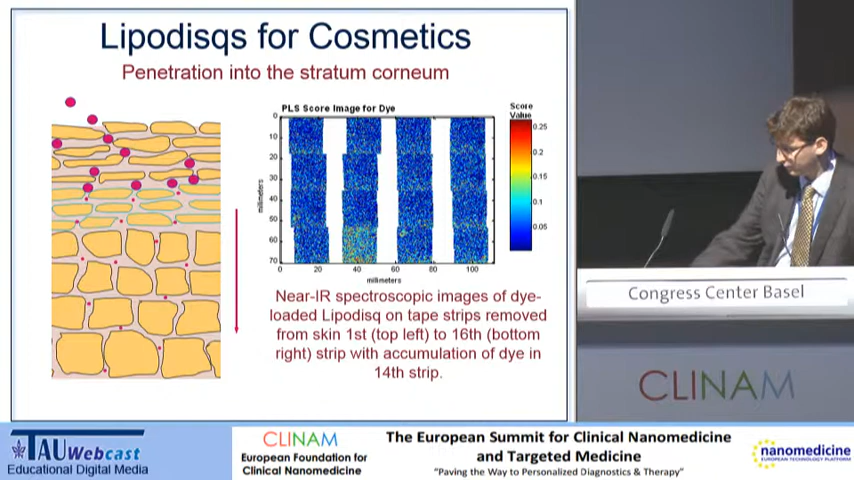 Lipodisqs for Cosmetics
Penetration into the stratum corneum
PLS Score Image for Dye
Score
Value
0
10
20
30
40
50
60
70
millimeters
0
20
40
60
80
100
millimeters
0.25
0.2
0.15
0.1
0.05
Near-IR spectroscopic images of dye-
loaded Lipodisq on tape strips removed
from skin 1st (top left) to 16th (bottom
right) strip with accumulation of dye in
14th strip.
Congress Center Basel
CLINAM
TAU Webcast
Educational Digital Media
CLINAM
European Foundation for
Clinical Nanomedicine
The European Summit for Clinical Nanomedicine
and Targeted Medicine
"Paving the Way to Personalized Diagnostics & Therapy"
nanomedicine
EUROPEAN TECHNOLOGY PLATFORM